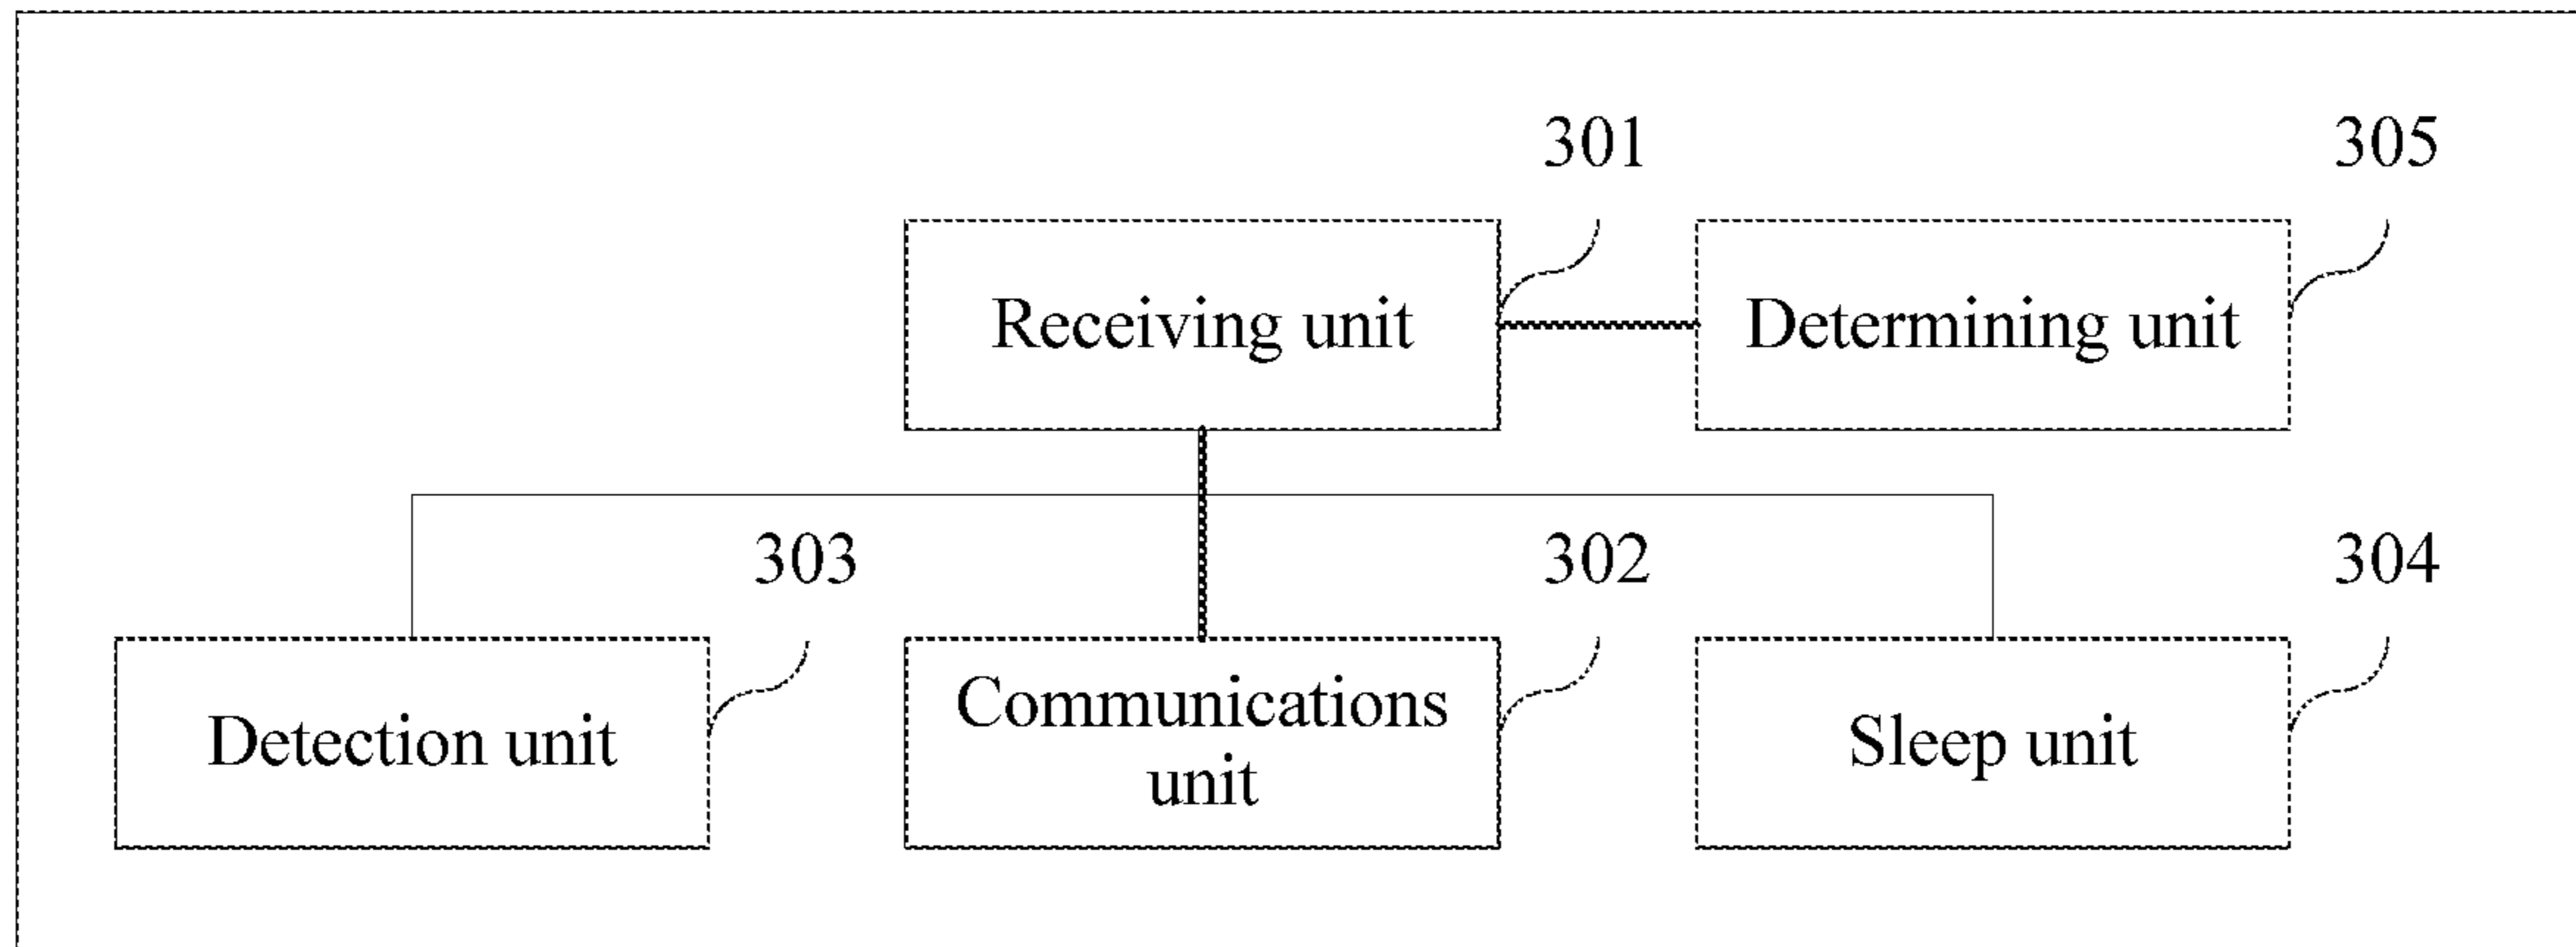 301
305
Receiving unit
Determining unit
303
302
304
Detection unit
Communications
unit
Sleep unit